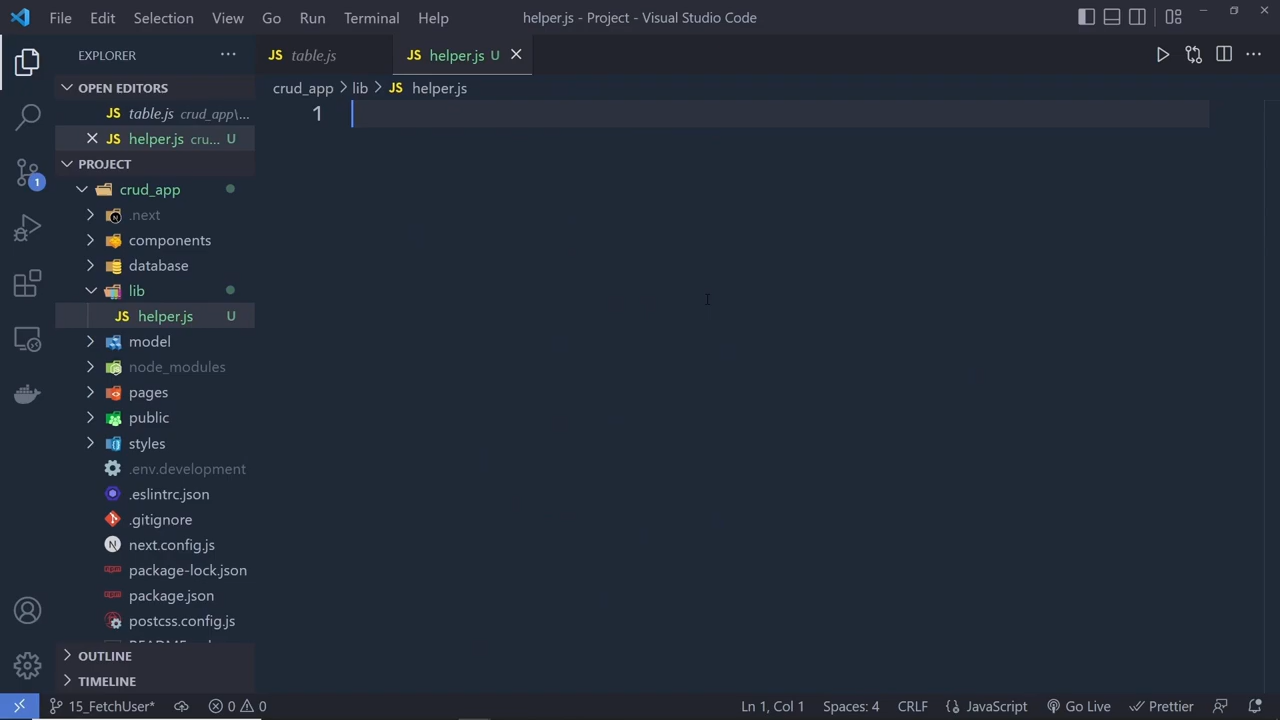 File Edit Selection View Go Run Terminal Help helper.js - Project - Visual Studio Code
EXPLORER
OPEN EDITORS
JS table.js crud_app\...
JS helper.js cru... U
PROJECT
crud_app
.next
components
database
lib
JS helper.js U
model
node_modules
pages
public
styles
.env.development
.eslintrc.json
.gitignore
next.config.js
package-lock.json
package.json
postcss.config.js
README.md
OUTLINE
TIMELINE
1
JS table.js JS helper.js U
crud_app > lib > JS helper.js
1
15_FetchUser* 0 0 Ln 1, Col 1 Spaces: 4 CRLF JavaScript Go Live Prettier